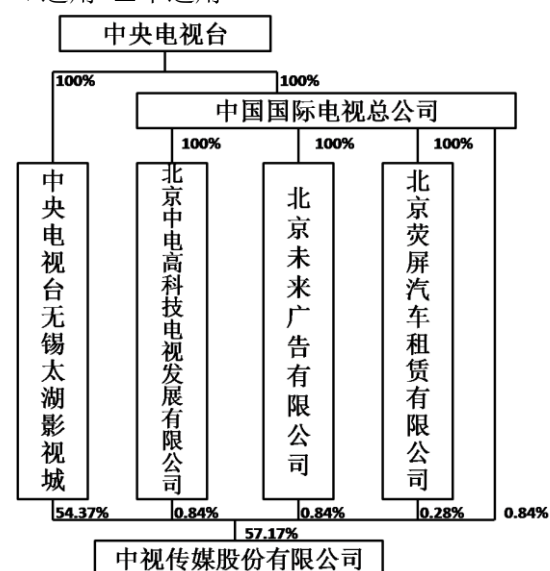 中央电视台
100%
100%
中国国际电视总公司
100%
100%
100%
中央电视台无锡太湖影视城
北京中电高科技电视发展有限公司
北京未来广告有限公司
北京荧屏汽车租赁有限公司
54.37%
0.84%
0.84%
0.28%
0.84%
57.17%
中视传媒股份有限公司